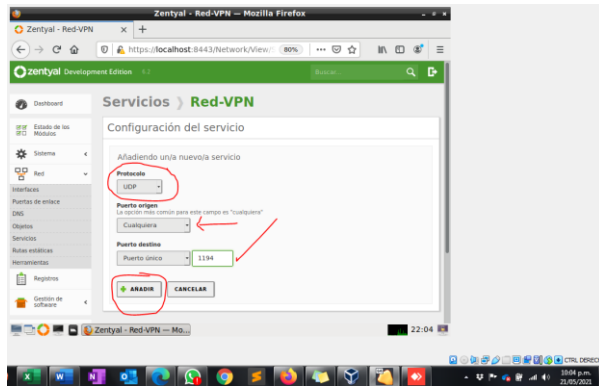 Zentyal - Red-VPN — Mozilla Firefox
Zentyal - Red-VPN
https://localhost:8443/Network/View/
80%
zentyal Development Edition 6.2
Buscar...
Dashboard
Servicios > Red-VPN
Estado de los
Módulos
Configuración del servicio
Sistema
Añadiendo un/a nuevo/a servicio
Red
Protocolo
UDP
Interfaces
Puertas de enlace
DNS
Objetos
Servicios
Rutas estáticas
Herramientas
Puerto origen
La opción más común para este campo es "cualquiera"
Cualquiera
Puerto destino
Puerto único
1194
Registros
AÑADIR
CANCELAR
Gestión de
software
Zentyal - Red-VPN — Mo...
22:04
CTRL DEREC
10:04 p.m.
21/05/2021